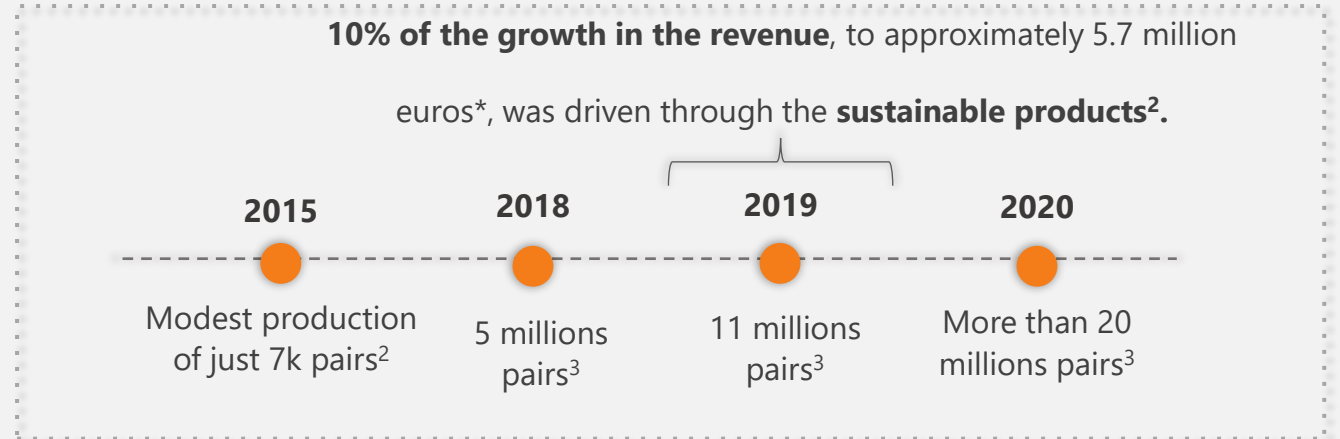 10% of the growth in the revenue, to approximately 5.7 million
euros*, was driven through the sustainable products².
2015
2018
2019
2020
Modest production
of just 7k pairs²
5 millions
pairs³
11 millions
pairs³
More than 20
millions pairs³